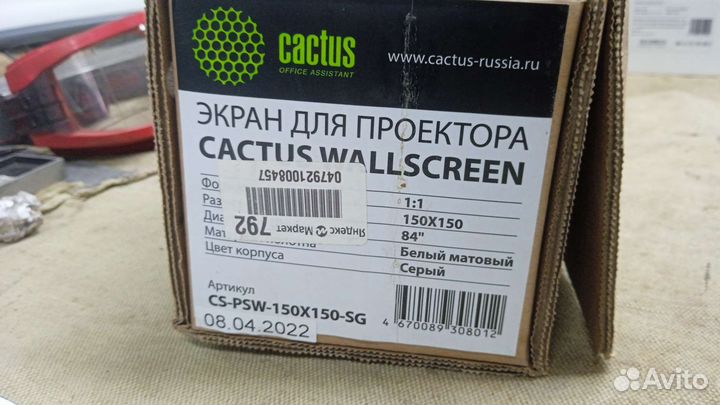 cactus
OFFICE ASSISTANT
www.cactus-russia.ru
ЭКРАН ДЛЯ ПРОЕКТОРА
CACTUS WALLSCREEN
1:1
150X150
84"
Белый матовый
Цвет корпуса
Серый
Артикул
CS-PSW-150X150-SG
08.04.2022
4 670089 308012
047921008457
792
Яндекс
Маркет
Avito